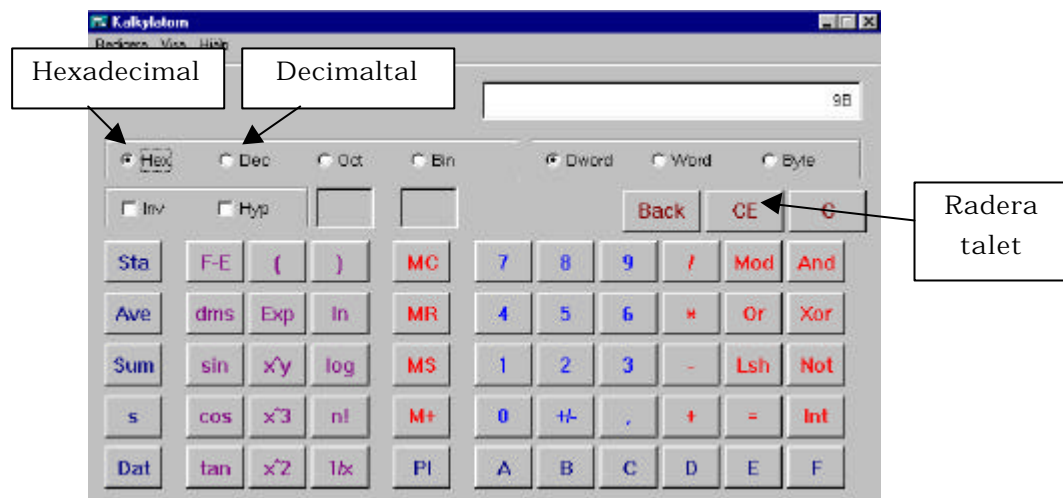 Kalkylatorn
Redigera Visa Hjälp
Hexadecimal
Decimaltal
9B
Hex Dec Oct Bin Dword Word Byte
Inv Hyp
Back CE C
Radera
talet
Sta F-E ( ) MC 7 8 9 / Mod And
Ave dms Exp ln MR 4 5 6 * Or Xor
Sum sin x^y log MS 1 2 3 - Lsh Not
s cos x^3 n! M+ 0 +/- , + = Int
Dat tan x^2 1/x PI A B C D E F